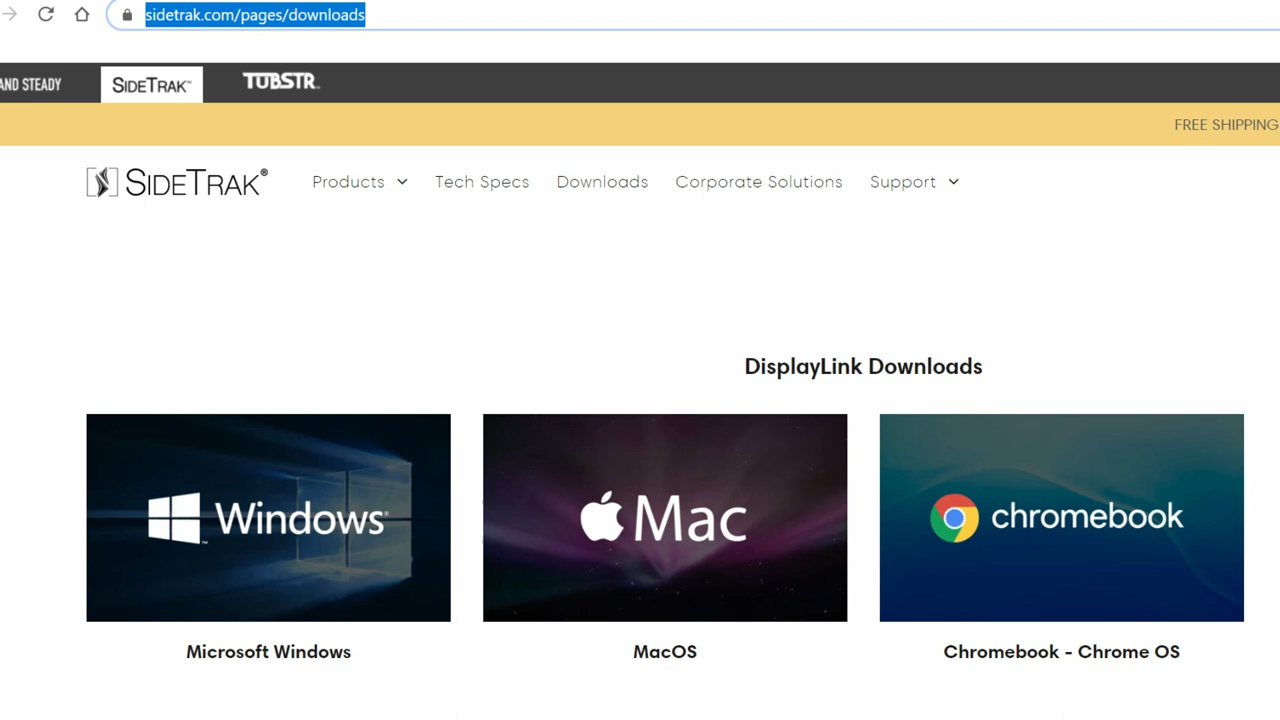 sidetrak.com/pages/downloads
AND STEADY SIDETRAK™ TUBSTR.
FREE SHIPPING
SIDETRAK® Products Tech Specs Downloads Corporate Solutions Support
DisplayLink Downloads
Windows Mac chromebook
Microsoft Windows MacOS Chromebook - Chrome OS